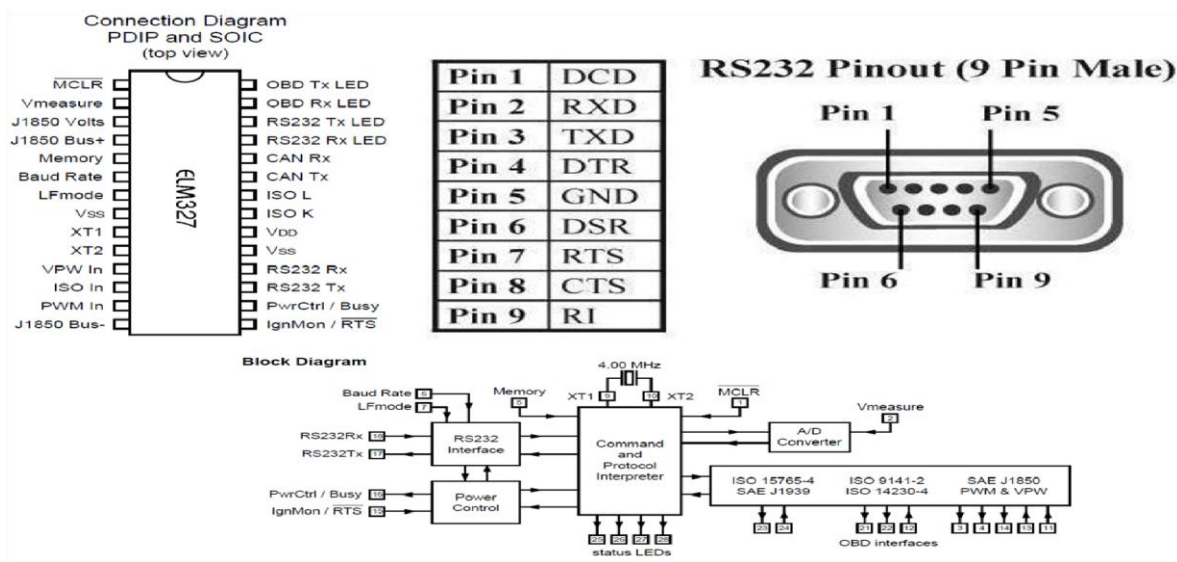 Connection Diagram
PDIP and SOIC
(top view)
MCLR
Vmeasure
J1850 Volts
J1850 Bus+
Memory
Baud Rate
LFmode
Vss
XT1
XT2
VPW In
ISO In
PWM In
J1850 Bus-
ELM327
OBD Tx LED
OBD Rx LED
RS232 Tx LED
RS232 Rx LED
CAN Rx
CAN Tx
ISO L
ISO K
VDD
Vss
RS232 Rx
RS232 Tx
PwrCtrl / Busy
IgnMon / RTS
Pin 1 DCD
Pin 2 RXD
Pin 3 TXD
Pin 4 DTR
Pin 5 GND
Pin 6 DSR
Pin 7 RTS
Pin 8 CTS
Pin 9 RI
RS232 Pinout (9 Pin Male)
Pin 1 Pin 5
Pin 6 Pin 9
Block Diagram
4.00 MHz
Baud Rate 6
LFmode 7
Memory
5
XT1 9 10 XT2
MCLR
1
Vmeasure
2
RS232Rx 18
RS232Tx 17
RS232
Interface
Command
and
Protocol
Interpreter
A/D
Converter
PwrCtrl / Busy 16
IgnMon / RTS 15
Power
Control
ISO 15765-4
SAE J1939
ISO 9141-2
ISO 14230-4
SAE J1850
PWM & VPW
25 26 27 28
status LEDs
23 24
21 22 12
3 4 14 13 11
OBD interfaces